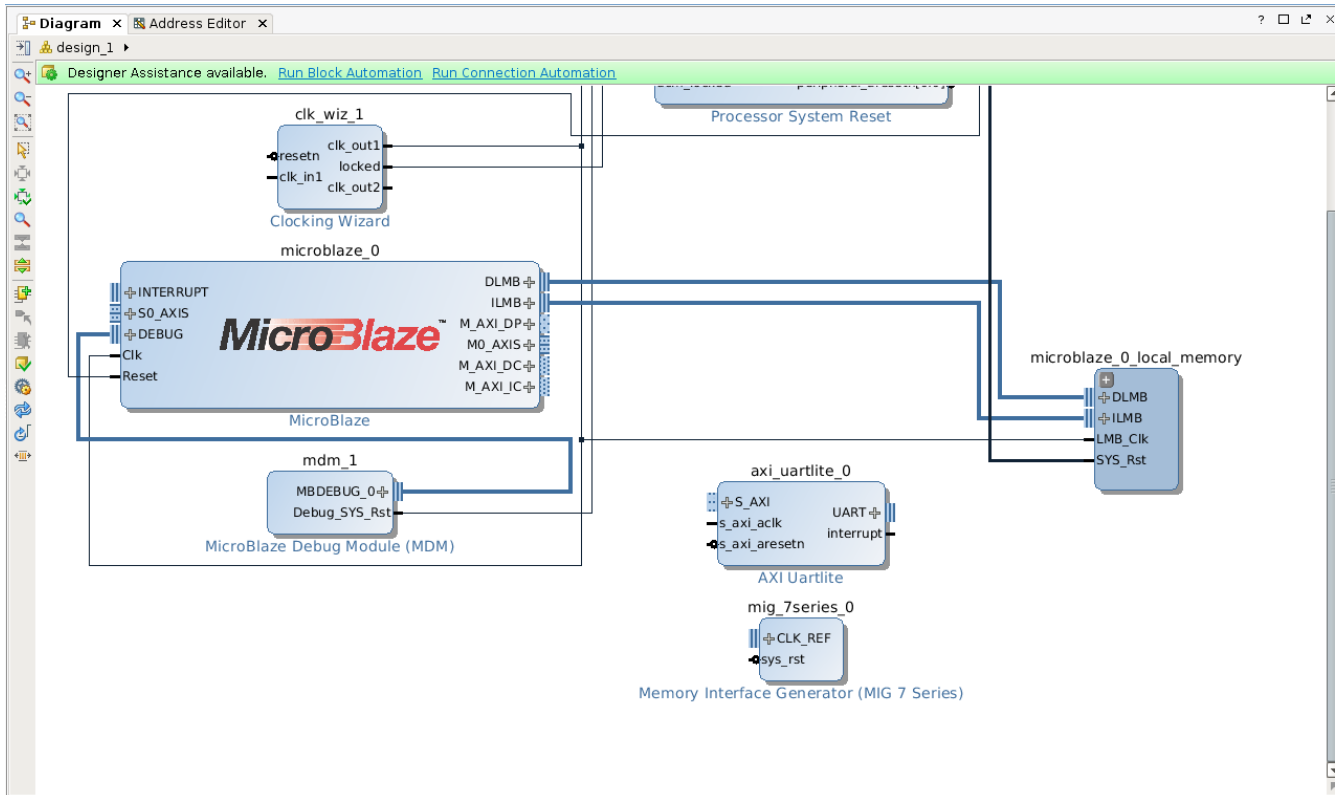 Diagram × Address Editor ×
design_1
Designer Assistance available. Run Block Automation Run Connection Automation
Processor System Reset
clk_wiz_1
resetn
clk_in1
clk_out1
locked
clk_out2
Clocking Wizard
microblaze_0
INTERRUPT
S0_AXIS
DEBUG
Clk
Reset
MicroBlaze™
DLMB
ILMB
M_AXI_DP
M0_AXIS
M_AXI_DC
M_AXI_IC
MicroBlaze
microblaze_0_local_memory
DLMB
ILMB
LMB_Clk
SYS_Rst
mdm_1
MBDEBUG_0
Debug_SYS_Rst
MicroBlaze Debug Module (MDM)
axi_uartlite_0
S_AXI
s_axi_aclk
s_axi_aresetn
UART
interrupt
AXI Uartlite
mig_7series_0
CLK_REF
sys_rst
Memory Interface Generator (MIG 7 Series)